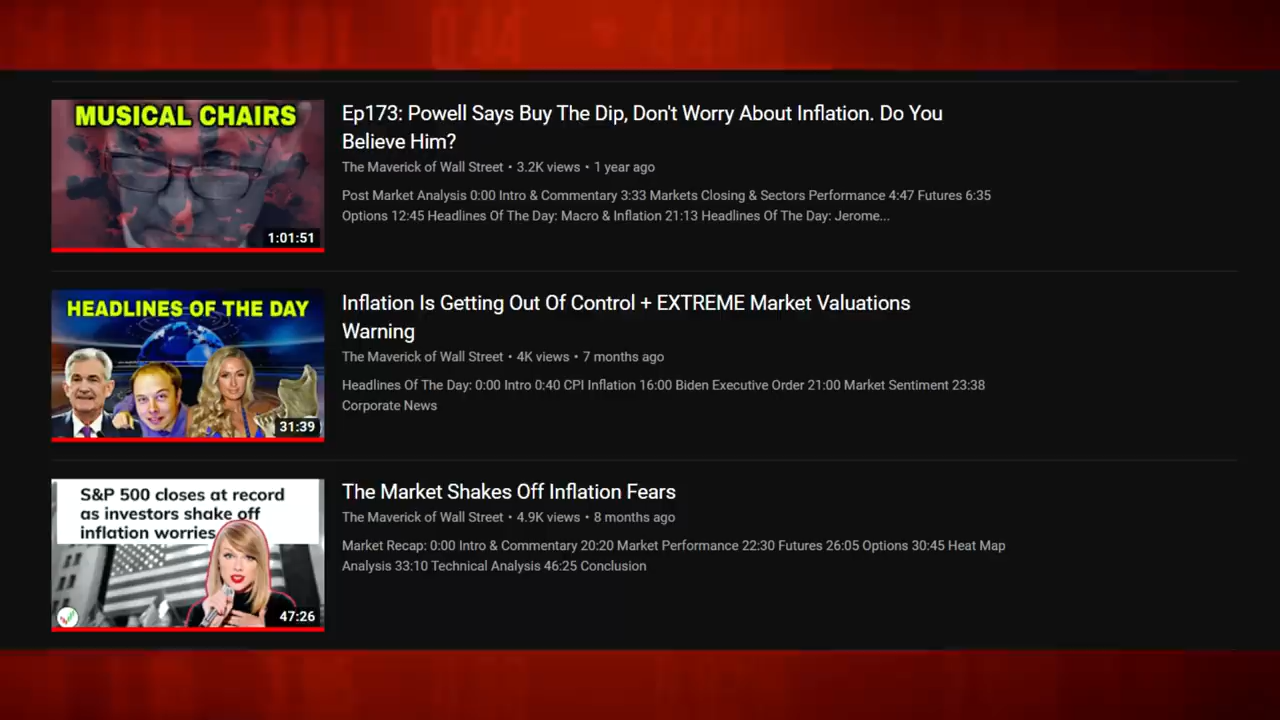 MUSICAL CHAIRS
1:01:51
Ep173: Powell Says Buy The Dip, Don't Worry About Inflation. Do You
Believe Him?
The Maverick of Wall Street • 3.2K views • 1 year ago
Post Market Analysis 0:00 Intro & Commentary 3:33 Markets Closing & Sectors Performance 4:47 Futures 6:35
Options 12:45 Headlines Of The Day: Macro & Inflation 21:13 Headlines Of The Day: Jerome...
HEADLINES OF THE DAY
31:39
Inflation Is Getting Out Of Control + EXTREME Market Valuations
Warning
The Maverick of Wall Street • 4K views • 7 months ago
Headlines Of The Day: 0:00 Intro 0:40 CPI Inflation 16:00 Biden Executive Order 21:00 Market Sentiment 23:38
Corporate News
S&P 500 closes at record
as investors shake off
inflation worries
47:26
The Market Shakes Off Inflation Fears
The Maverick of Wall Street • 4.9K views • 8 months ago
Market Recap: 0:00 Intro & Commentary 20:20 Market Performance 22:30 Futures 26:05 Options 30:45 Heat Map
Analysis 33:10 Technical Analysis 46:25 Conclusion